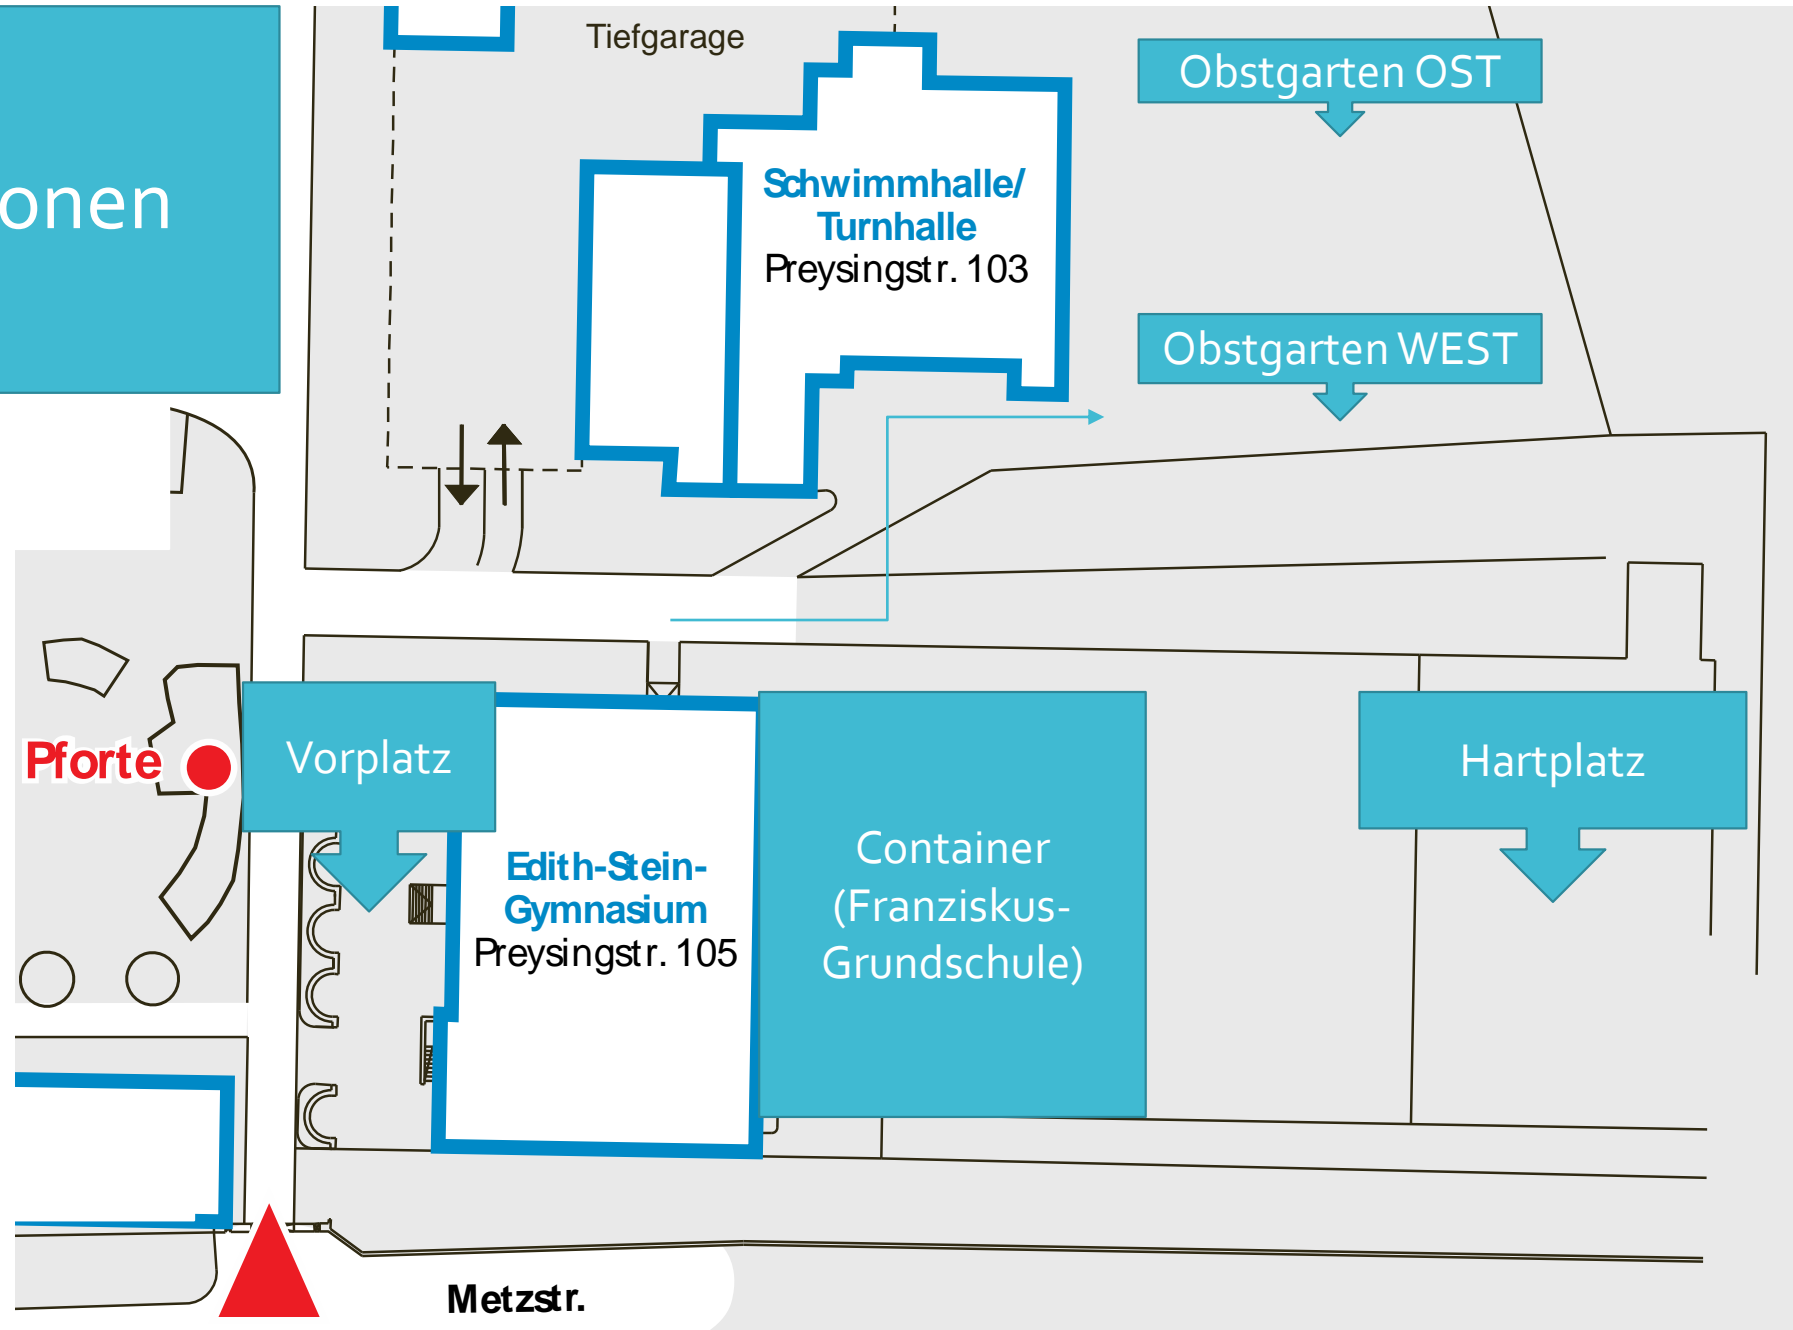 Tiefgarage
Obstgarten OST
onen
Schwimmhalle/
Turnhalle
Preysingstr. 103
Obstgarten WEST
Pforte
Vorplatz
Hartplatz
Edith-Stein-
Gymnasium
Preysingstr. 105
Container
(Franziskus-
Grundschule)
Metzstr.